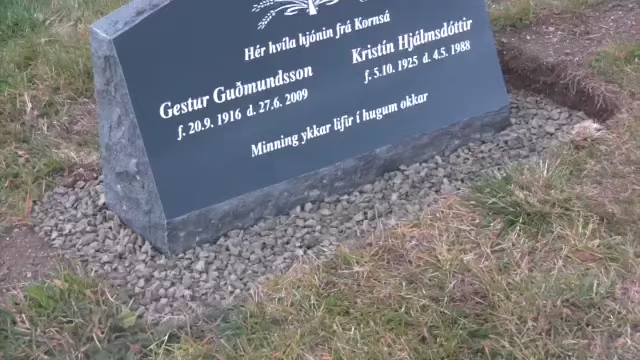 Hér hvíla hjónin frá Kornsá
Gestur Guðmundsson
f. 20.9. 1916 d. 27.6. 2009
Kristín Hjálmsdóttir
f. 5.10. 1925 d. 4.5. 1988
Minning ykkar lifir í hugum okkar